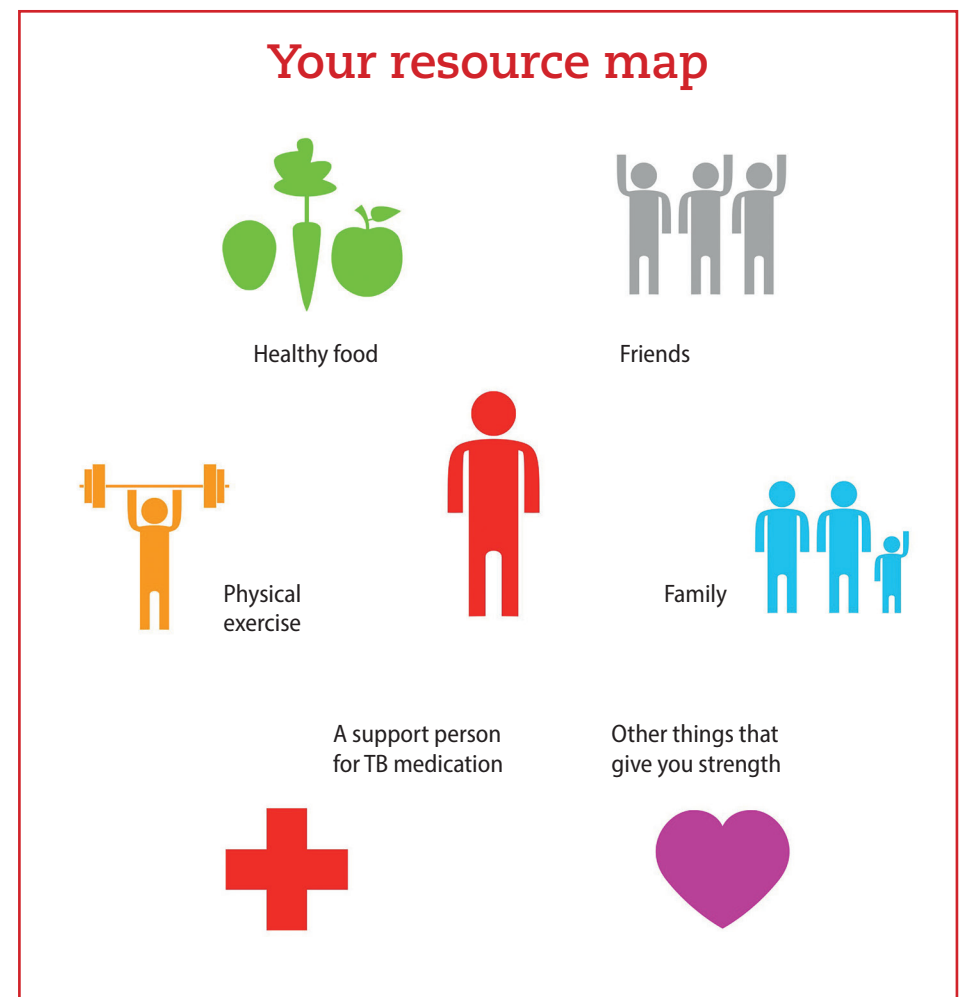 Your resource map
Healthy food
Friends
Physical
exercise
Family
A support person
for TB medication
Other things that
give you strength